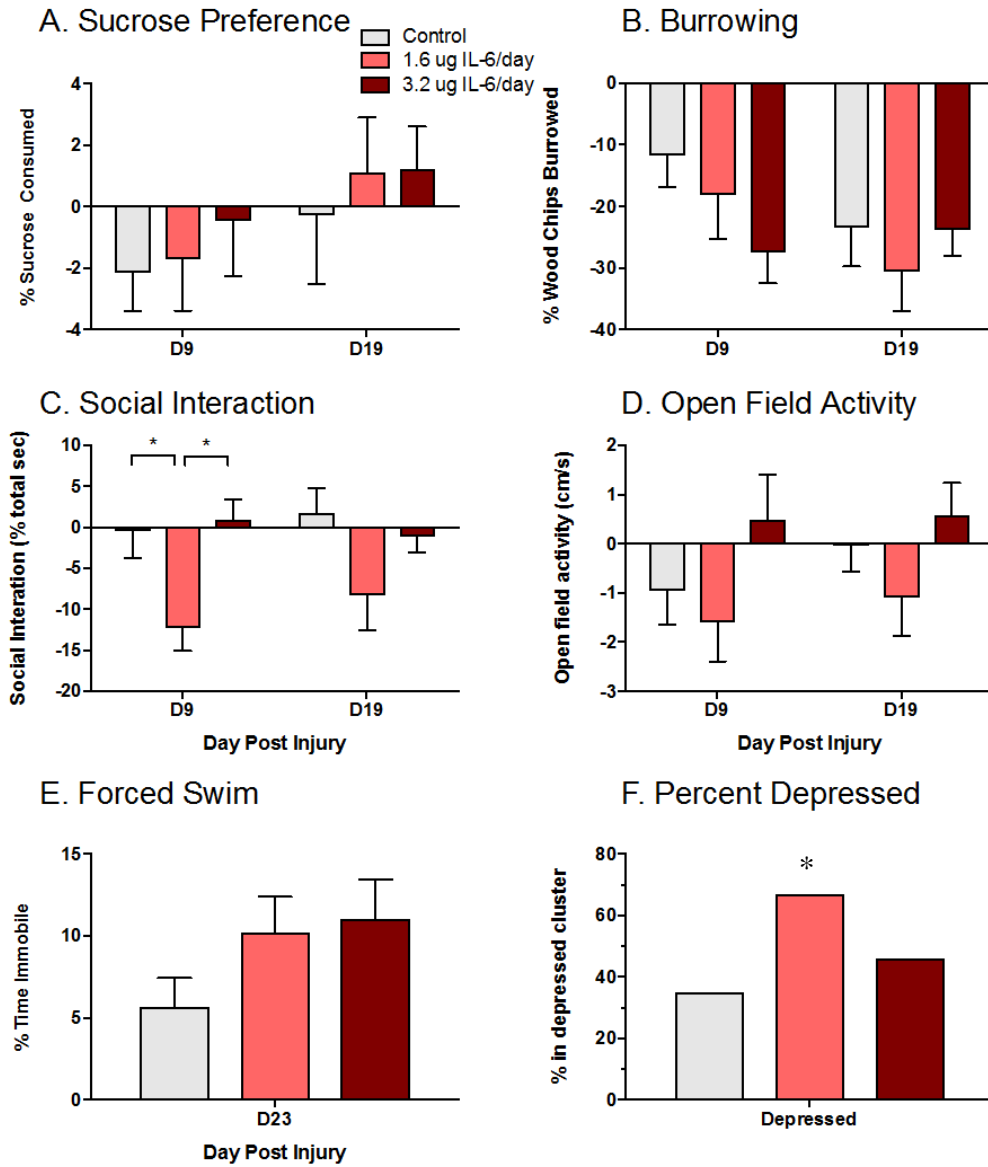 A. Sucrose Preference
Control
1.6 ug IL-6/day
3.2 ug IL-6/day
% Sucrose Consumed
4
2
0
-2
-4
D9
D19
B. Burrowing
% Wood Chips Burrowed
0
-10
-20
-30
-40
D9
D19
C. Social Interaction
Social Interation (% total sec)
10
5
0
-5
-10
-15
-20
*
*
D9
D19
Day Post Injury
D. Open Field Activity
Open field activity (cm/s)
2
1
0
-1
-2
-3
D9
D19
Day Post Injury
E. Forced Swim
% Time Immobile
15
10
5
0
D23
Day Post Injury
F. Percent Depressed
% in depressed cluster
80
60
40
20
0
*
Depressed